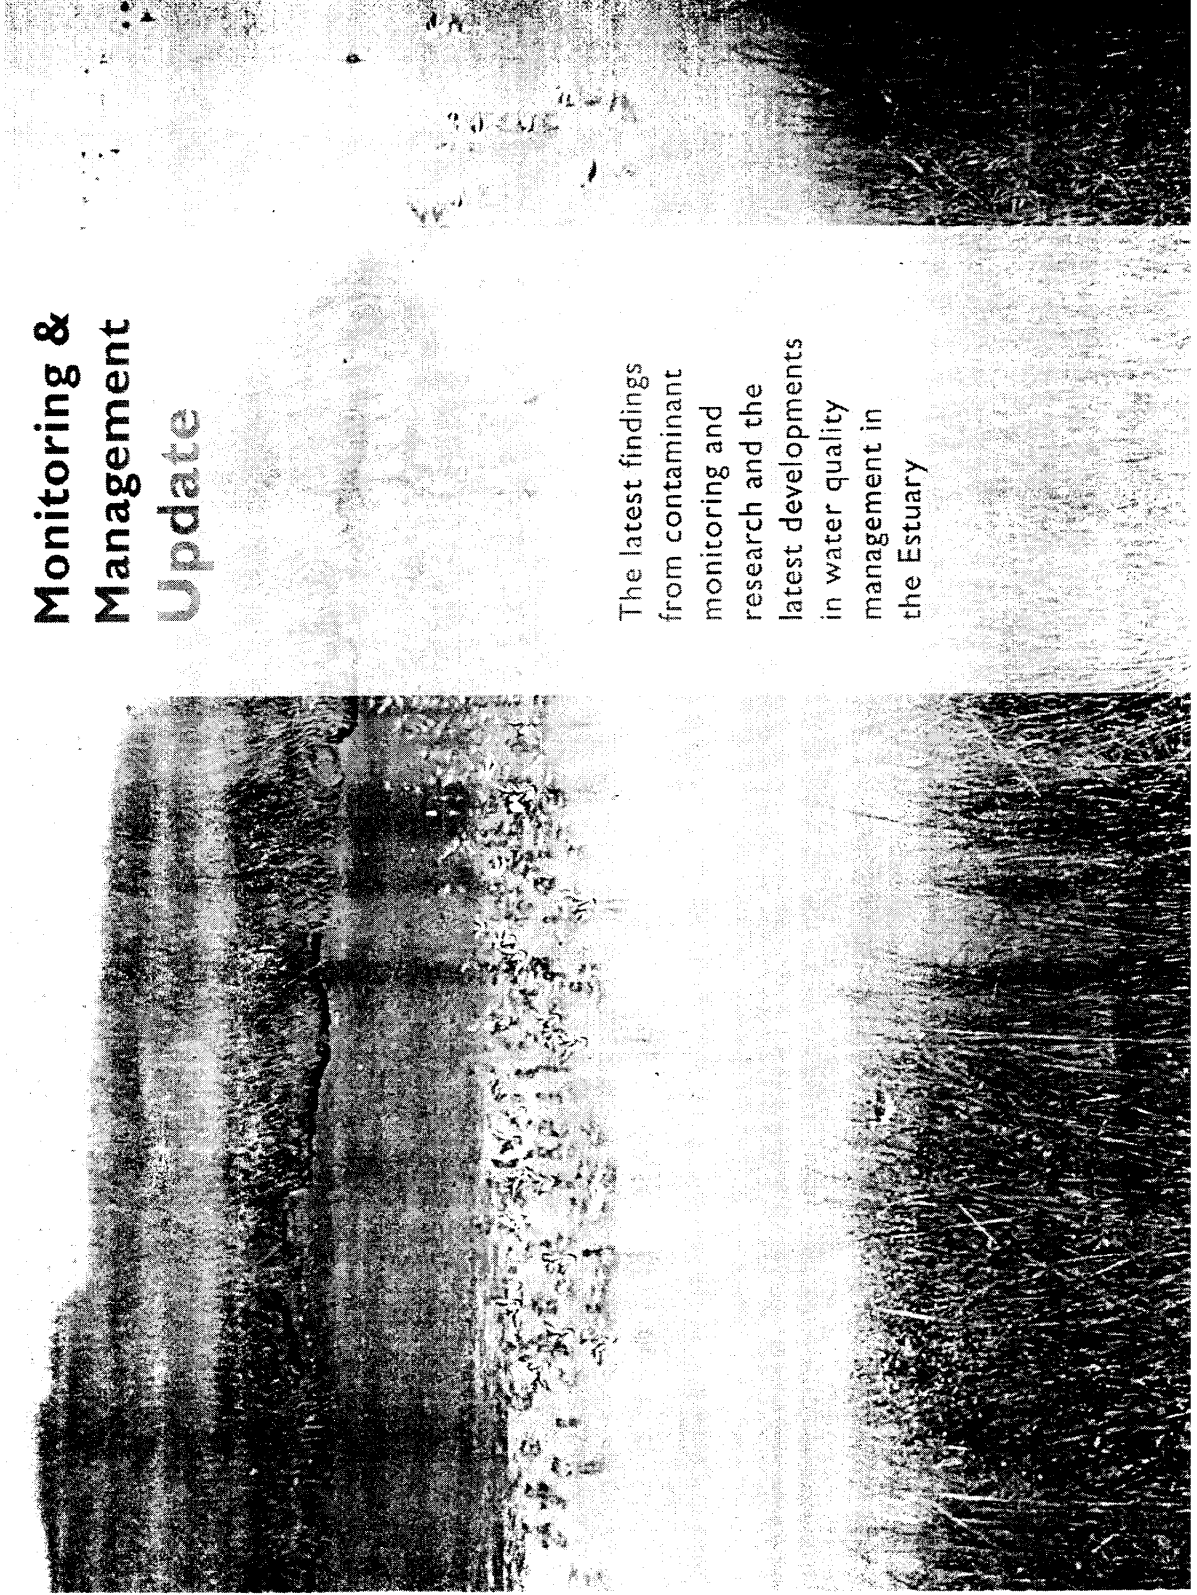 Monitoring &
Management
Update
The latest findings
from contaminant
monitoring and
research and the
latest developments
in water quality
management in
the Estuary